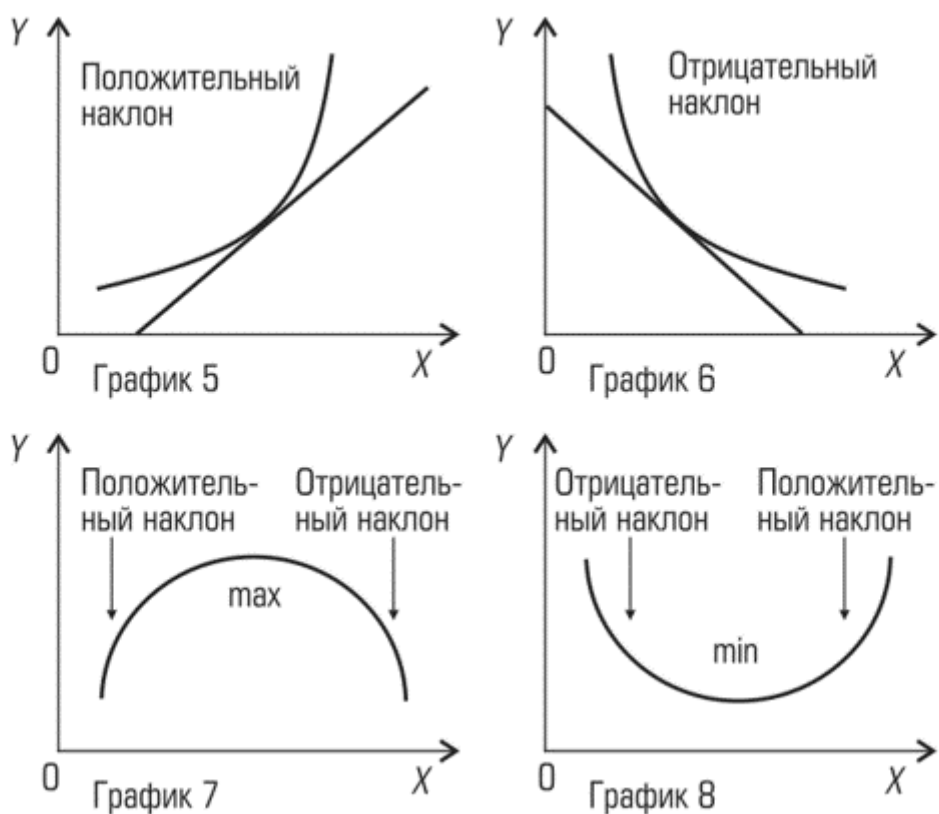 Y
Положительный
наклон
0
X
График 5
Y
Отрицательный
наклон
0
X
График 6
Y
Положитель-
ный наклон
Отрицатель-
ный наклон
max
0
X
График 7
Y
Отрицатель-
ный наклон
Положитель-
ный наклон
min
0
X
График 8